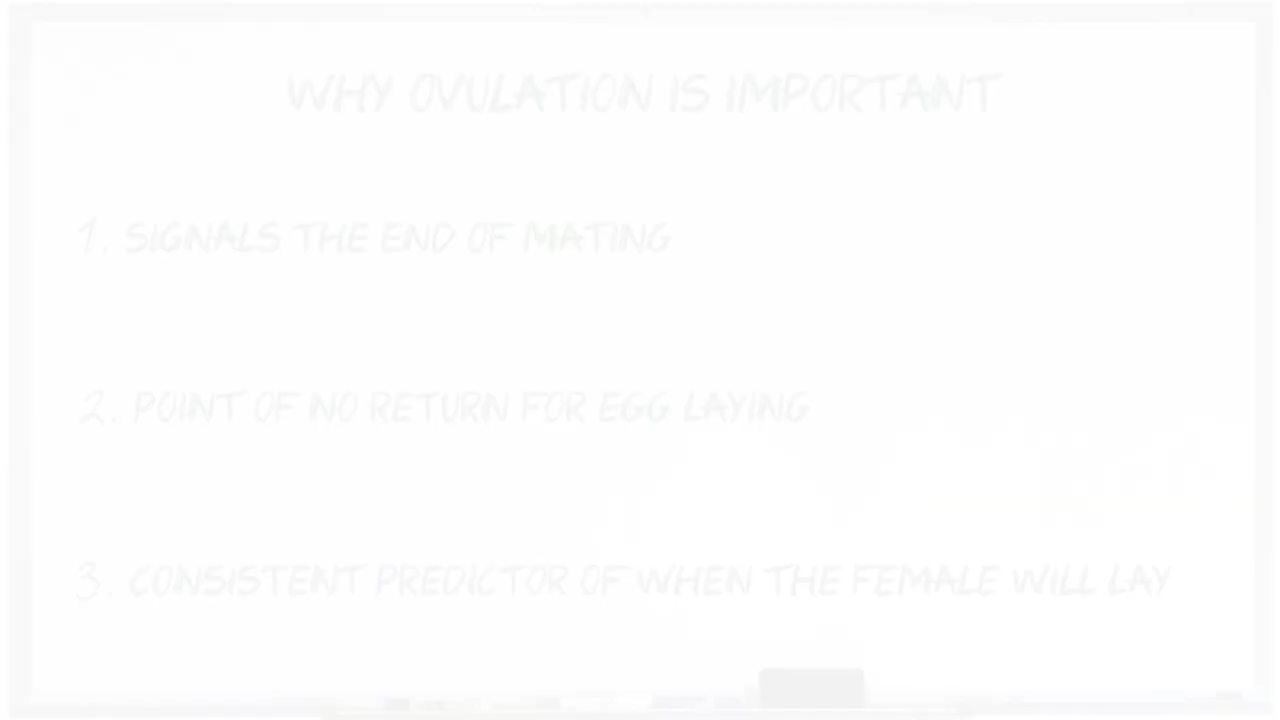 WHY OVULATION IS IMPORTANT
1. SIGNALS THE END OF MATING
2. POINT OF NO RETURN FOR EGG LAYING
3. CONSISTENT PREDICTOR OF WHEN THE FEMALE WILL LAY